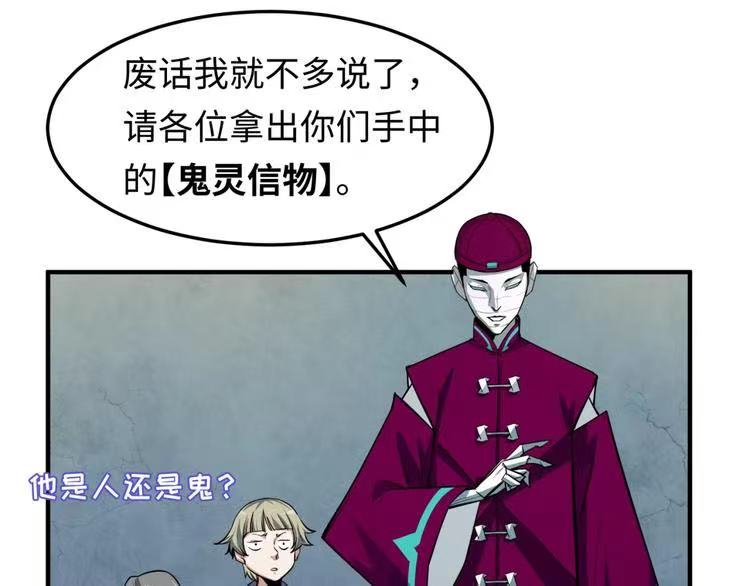 废话我就不多说了，
请各位拿出你们手中
的【鬼灵信物】。
他是人还是鬼？